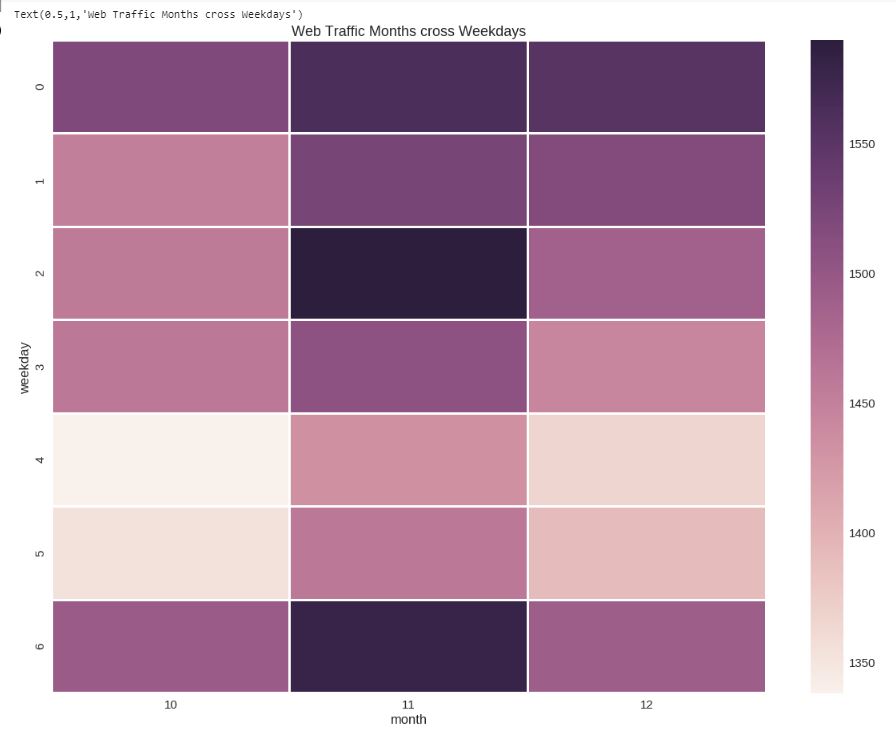 Text(0.5,1,'Web Traffic Months cross Weekdays')
Web Traffic Months cross Weekdays
0
1
2
3
4
5
6
weekday
10 11 12
month
1550
1500
1450
1400
1350